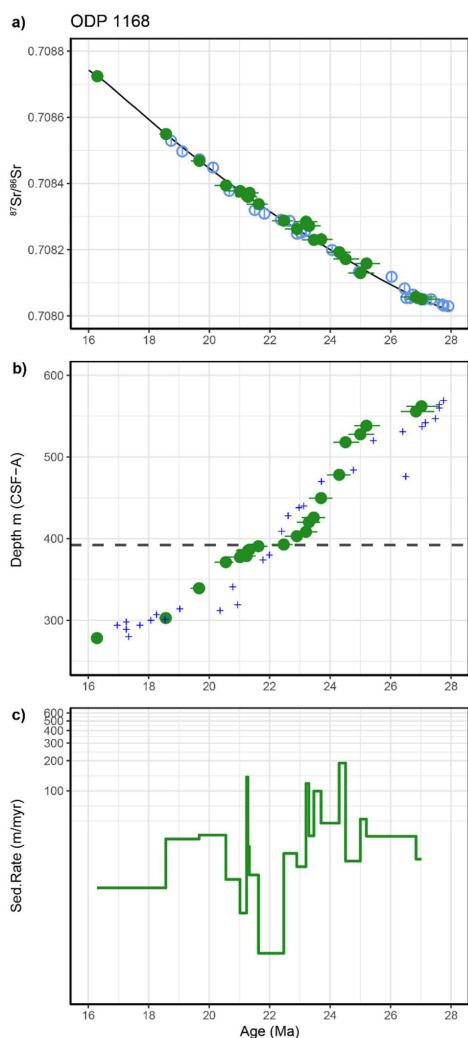 a) ODP 1168
0.7088
0.7086
0.7084
0.7082
0.7080
⁸⁷Sr/⁸⁶Sr
16 18 20 22 24 26 28
b)
600
500
400
300
Depth m (CSF−A)
16 18 20 22 24 26 28
c)
600
500
400
300
200
100
Sed.Rate (m/myr)
16 18 20 22 24 26 28
Age (Ma)